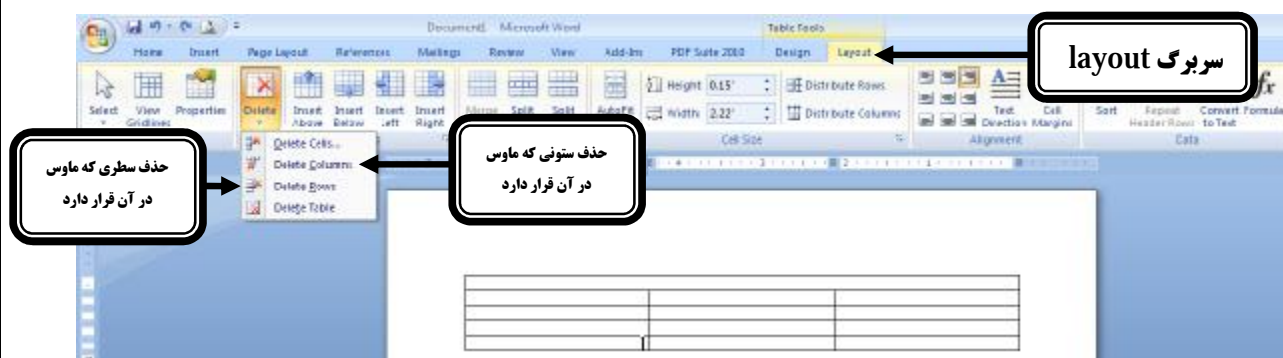 Document1 Microsoft Word
Table Tools
Home Insert Page Layout References Mailings Review View Add-Ins PDF Suite 2010 Design Layout
سربرگ layout
Select
View Gridlines
Properties
Delete
Insert Above
Insert Below
Insert Left
Insert Right
Merge
Split
Split
AutoFit
Height 0.15"
Width 2.22"
Distribute Rows
Distribute Columns
Text Direction
Cell Margins
Sort
Repeat Header Rows
Convert to Text
Formula
fx
Cell Size
Alignment
Data
Delete Cells...
Delete Columns
Delete Rows
Delete Table
حذف ستونی که ماوس
در آن قرار دارد
حذف سطری که ماوس
در آن قرار دارد